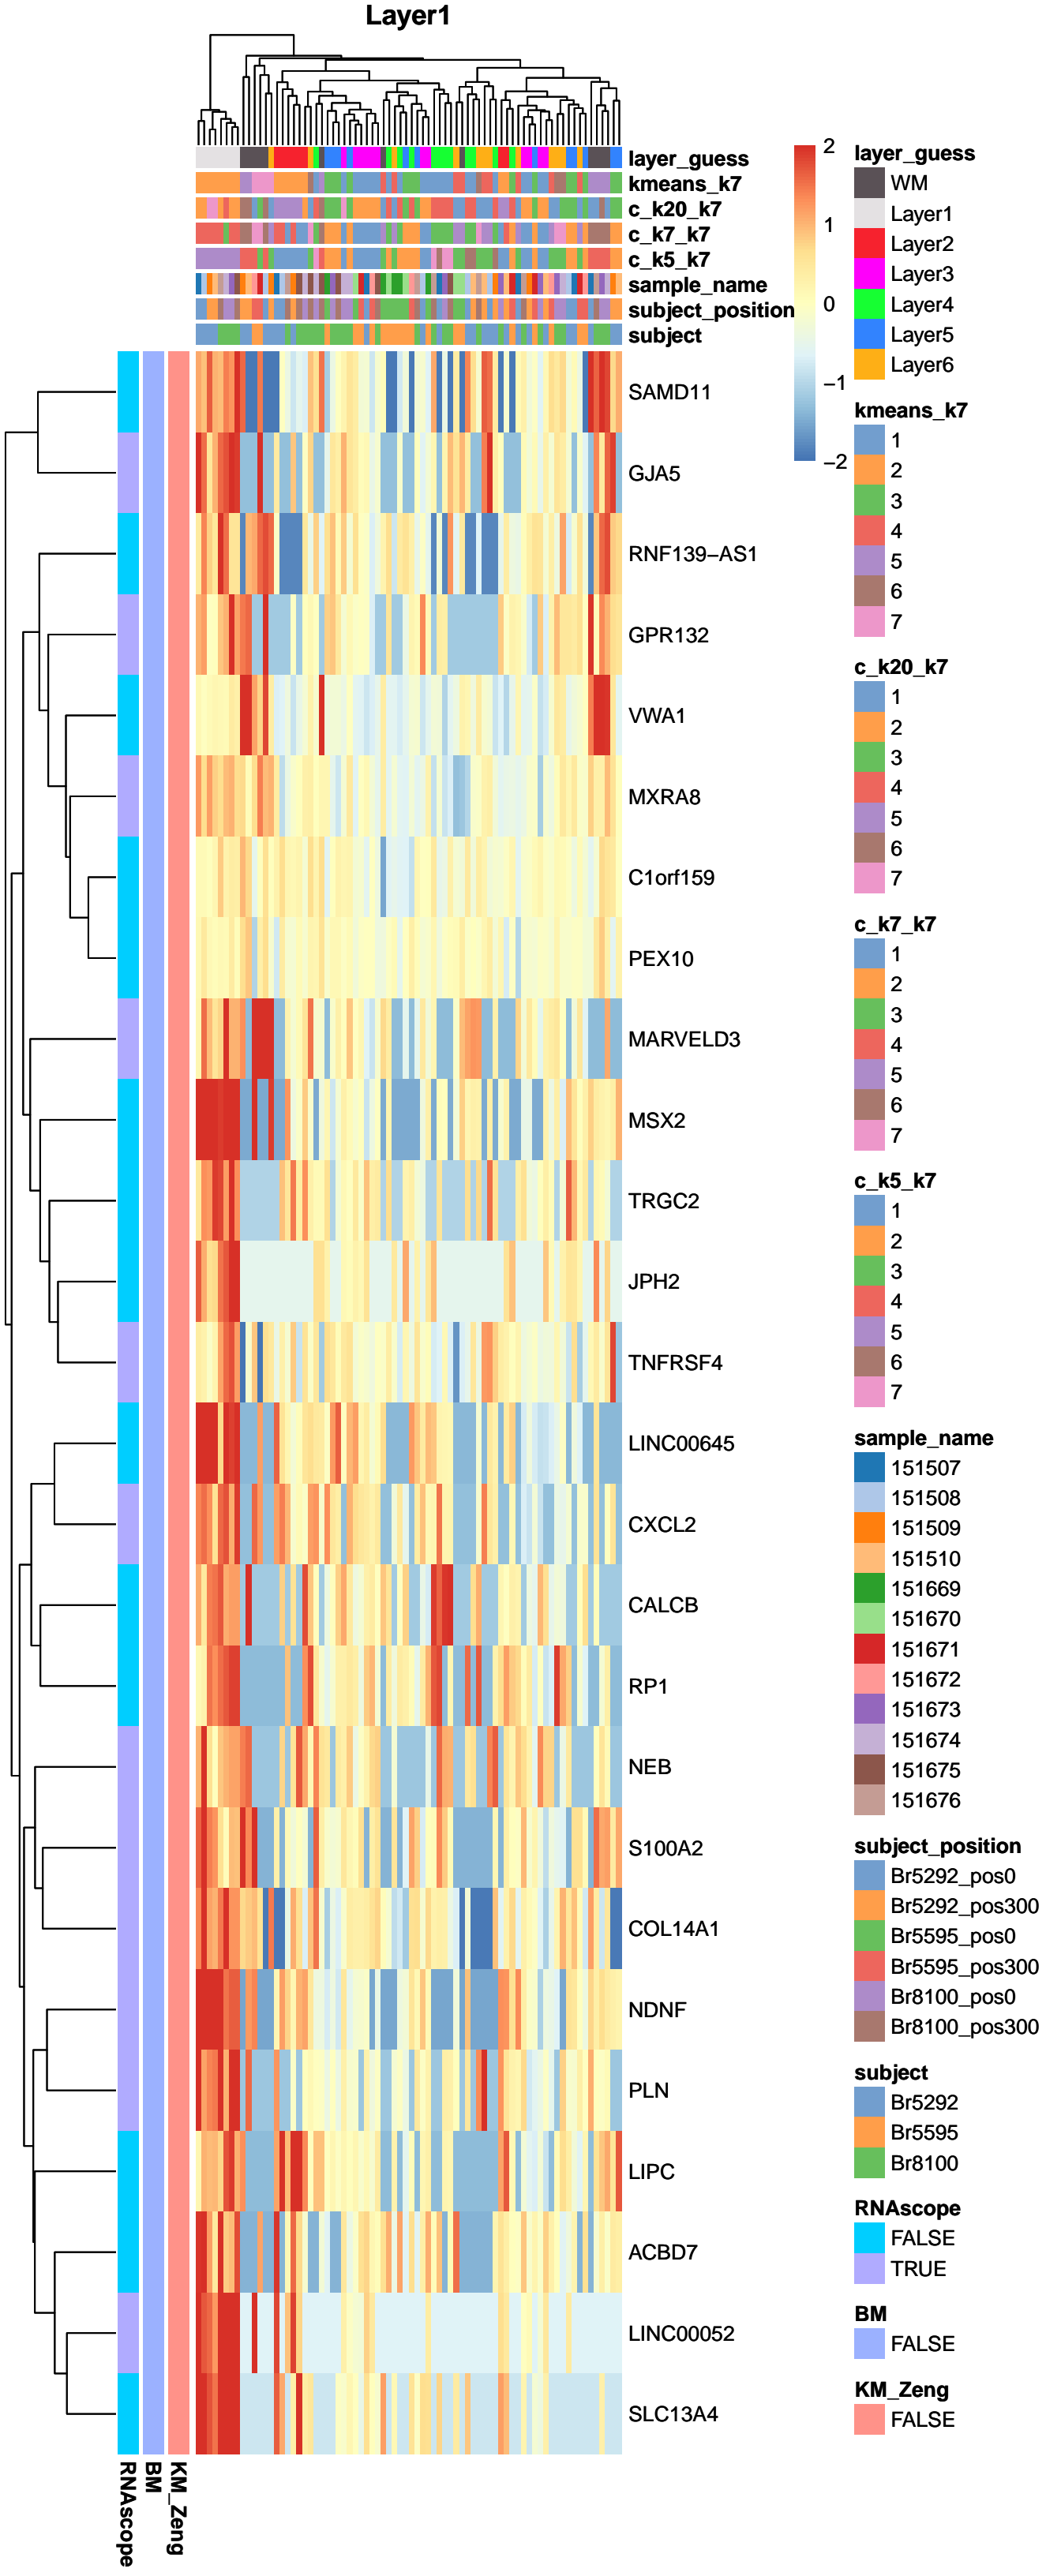 Layer1
layer_guess
kmeans_k7
c_k20_k7
c_k7_k7
c_k5_k7
sample_name
subject_position
subject
SAMD11
GJA5
RNF139−AS1
GPR132
VWA1
MXRA8
C1orf159
PEX10
MARVELD3
MSX2
TRGC2
JPH2
TNFRSF4
LINC00645
CXCL2
CALCB
RP1
NEB
S100A2
COL14A1
NDNF
PLN
LIPC
ACBD7
LINC00052
SLC13A4
RNAscope
BM
KM_Zeng
2
1
0
−1
−2
layer_guess
WM
Layer1
Layer2
Layer3
Layer4
Layer5
Layer6
kmeans_k7
1
2
3
4
5
6
7
c_k20_k7
1
2
3
4
5
6
7
c_k7_k7
1
2
3
4
5
6
7
c_k5_k7
1
2
3
4
5
6
7
sample_name
151507
151508
151509
151510
151669
151670
151671
151672
151673
151674
151675
151676
subject_position
Br5292_pos0
Br5292_pos300
Br5595_pos0
Br5595_pos300
Br8100_pos0
Br8100_pos300
subject
Br5292
Br5595
Br8100
RNAscope
FALSE
TRUE
BM
FALSE
KM_Zeng
FALSE